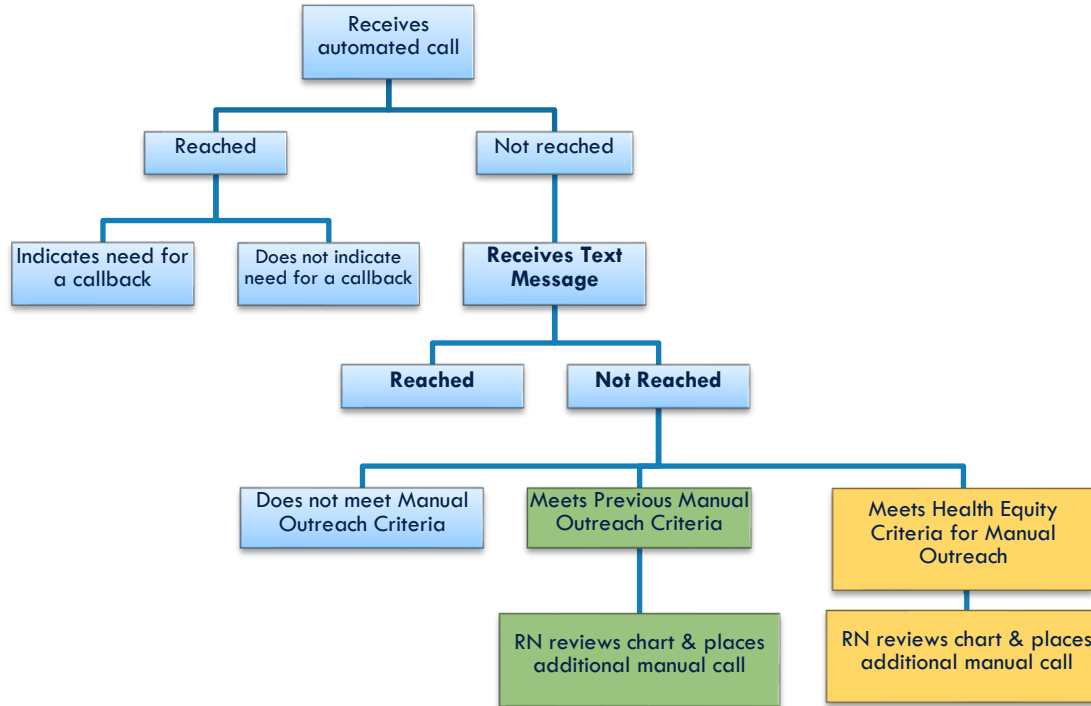 Receives
automated call
Reached
Not reached
Indicates need for
a callback
Does not indicate
need for a callback
Receives Text
Message
Reached
Not Reached
Does not meet Manual
Outreach Criteria
Meets Previous Manual
Outreach Criteria
Meets Health Equity
Criteria for Manual
Outreach
RN reviews chart & places
additional manual call
RN reviews chart & places
additional manual call